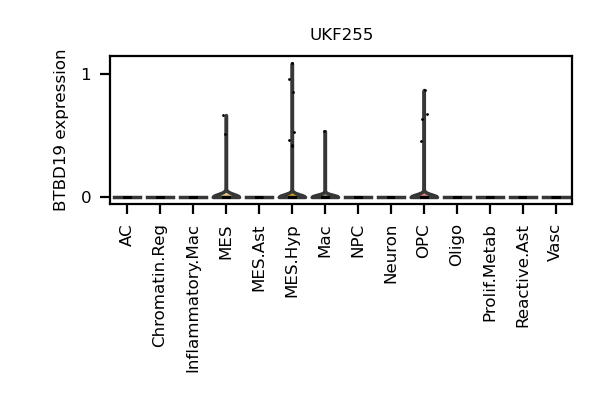 UKF255
BTBD19 expression
1
0
AC
Chromatin.Reg
Inflammatory.Mac
MES
MES.Ast
MES.Hyp
Mac
NPC
Neuron
OPC
Oligo
Prolif.Metab
Reactive.Ast
Vasc